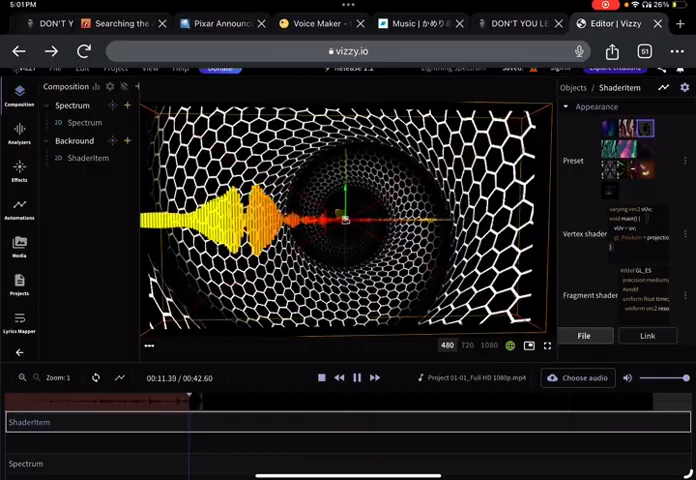 5:01PM
26%
DON'T Y
Searching the
Pixar Announc
Voice Maker -
Music | かめり
DON'T YOU LE
Editor | Vizzy
vizzy.io
51
File Edit Composition Project View Help Donate
Release 1.2
Lightning Spectrum
Saved:
Explore Creations
Composition
Composition
Spectrum
2D Spectrum
Backround
2D ShaderItem
Analyzers
Effects
Automations
Media
Projects
Lyrics Mapper
Objects / ShaderItem
Appearance
Preset
Vertex shader
varying vec2 vUv;
void main() {
vUv = uv;
gl_Position = projectio
Fragment shader
#ifdef GL_ES
precision mediump
#endif
uniform float time;
uniform vec2 reso
File
Link
480 720 1080
Zoom: 1
00:11.39 / 00:42.60
Project 01-01_Full HD 1080p.mp4
Choose audio
ShaderItem
Spectrum